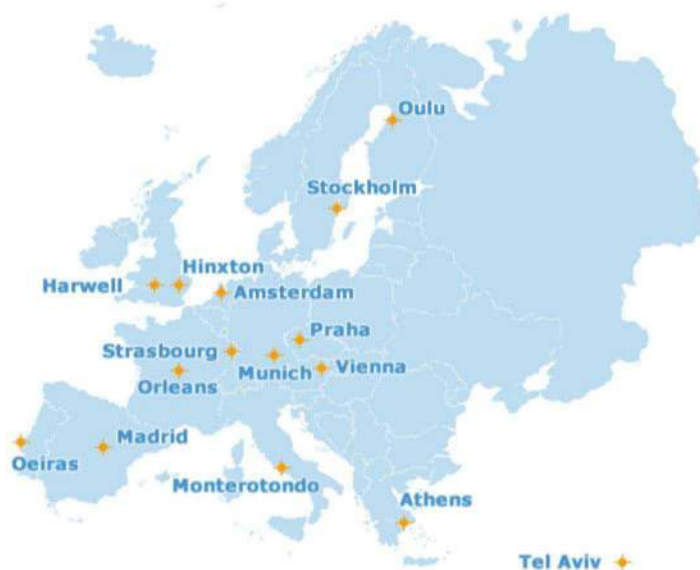 Oulu
Stockholm
Hinxton
Harwell
Amsterdam
Praha
Strasbourg
Munich
Vienna
Orleans
Madrid
Oeiras
Monterotondo
Athens
Tel Aviv